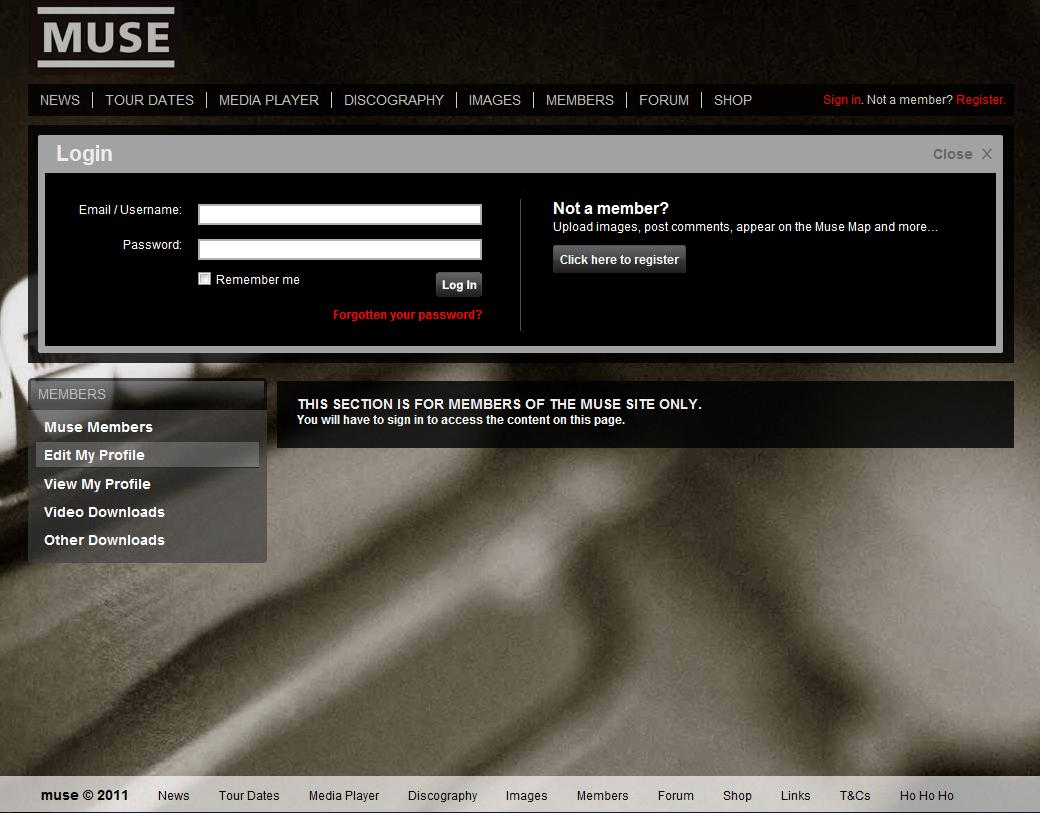 MUSE
NEWS TOUR DATES MEDIA PLAYER DISCOGRAPHY IMAGES MEMBERS FORUM SHOP Sign in. Not a member? Register.
Login Close X
Email / Username:
Password:
Remember me
Log In
Forgotten your password?
Not a member?
Upload images, post comments, appear on the Muse Map and more...
Click here to register
MEMBERS
Muse Members
Edit My Profile
View My Profile
Video Downloads
Other Downloads
THIS SECTION IS FOR MEMBERS OF THE MUSE SITE ONLY.
You will have to sign in to access the content on this page.
muse © 2011 News Tour Dates Media Player Discography Images Members Forum Shop Links T&Cs Ho Ho Ho